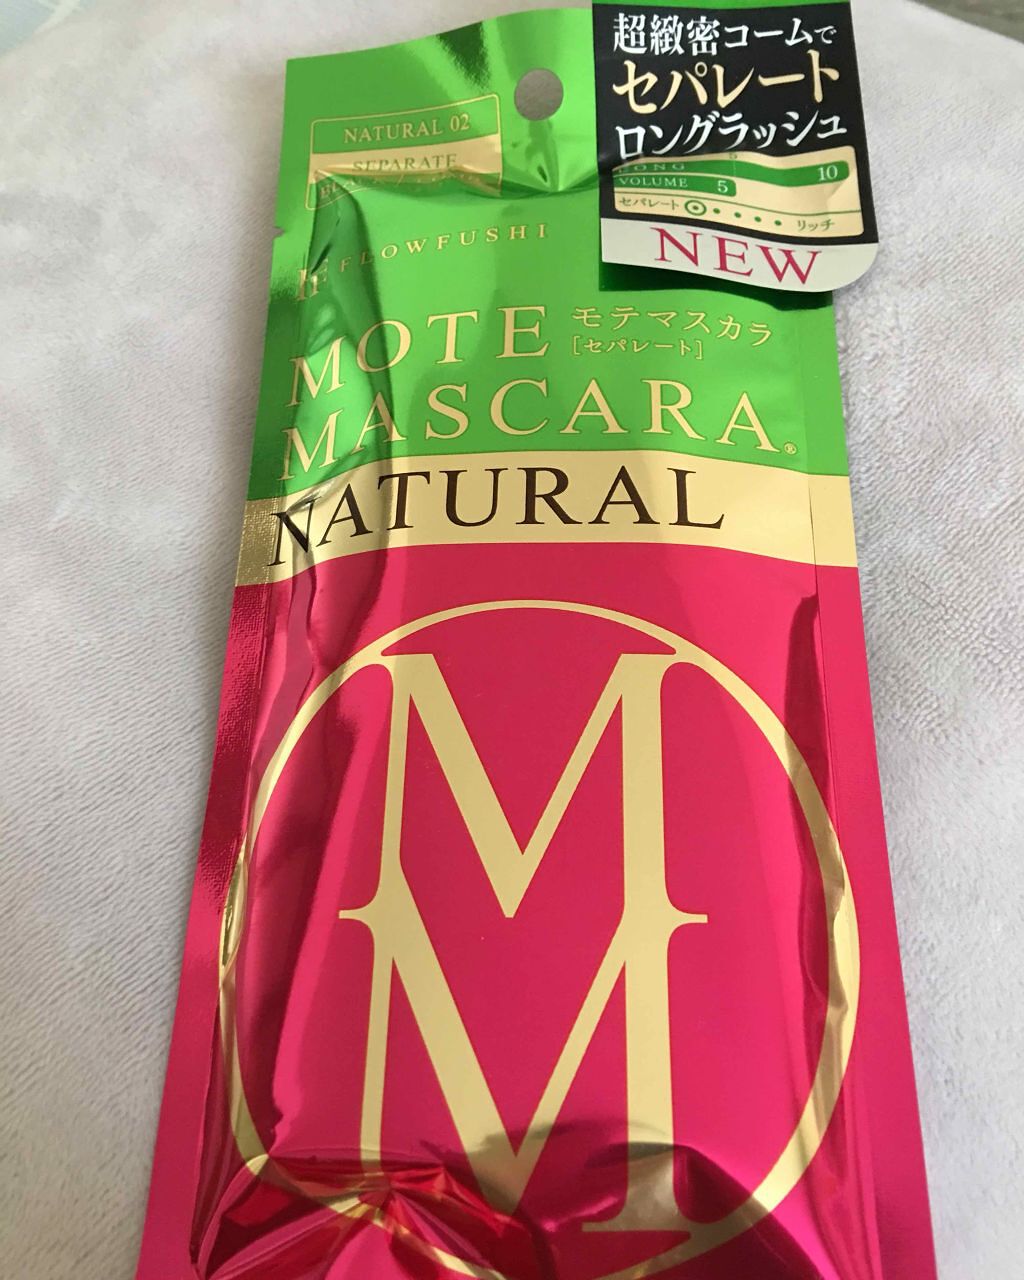 超緻密コームで
セパレート
ロングラッシュ
LONG 10
VOLUME 5
セパレート リッチ
NEW
NATURAL 02
SEPARATE
FLOWFUSHI
MOTE
モテマスカラ
[セパレート]
MASCARA®
NATURAL
M
M